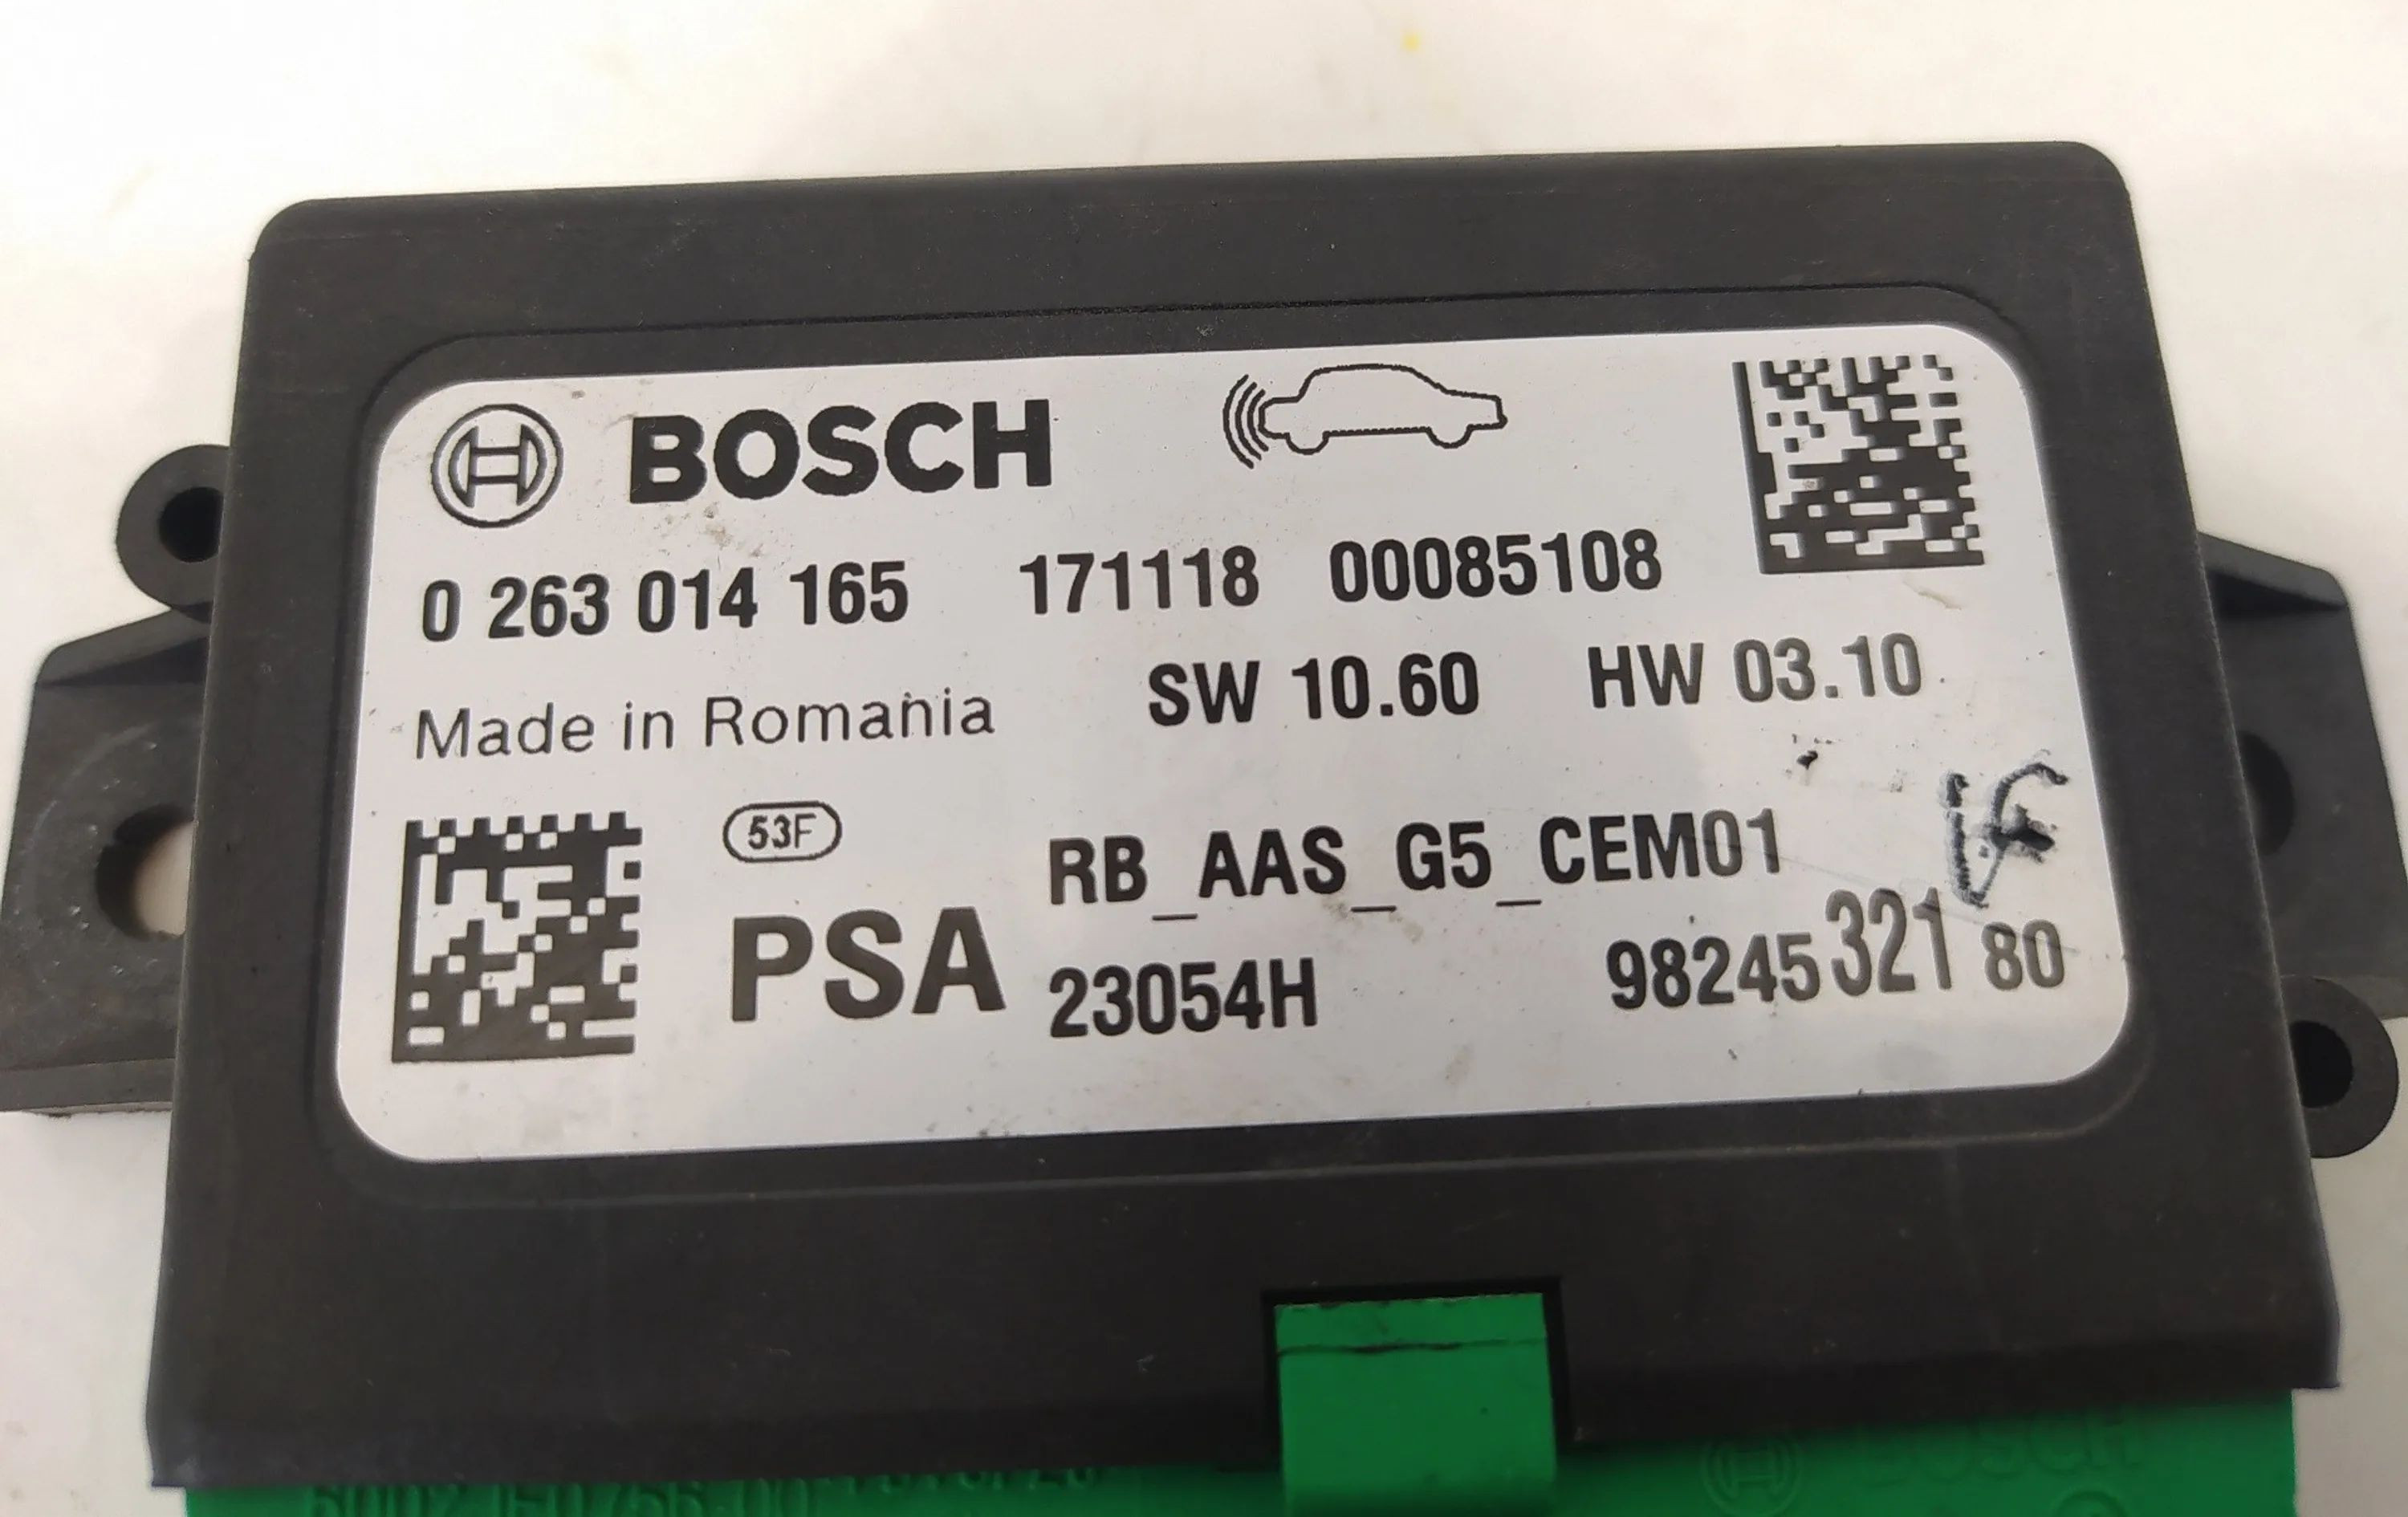 BOSCH
0 263 014 165 171118 00085108
Made in Romania SW 10.60 HW 03.10
53F RB_AAS_G5_CEM01
PSA 23054H 98245 321 80
BOSCH